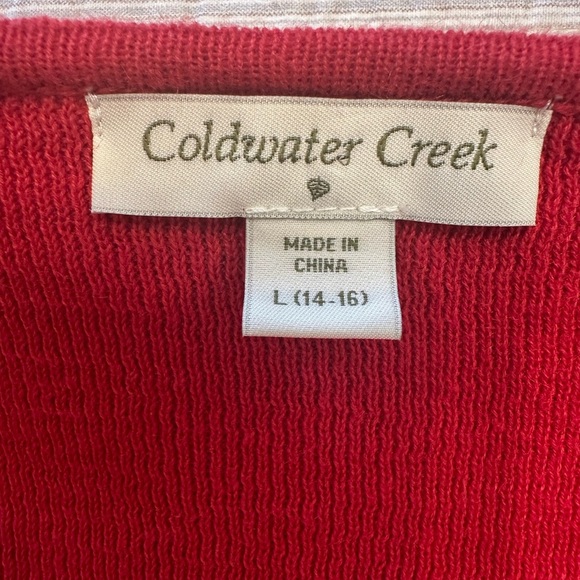 Coldwater Creek
MADE IN
CHINA
L (14-16)